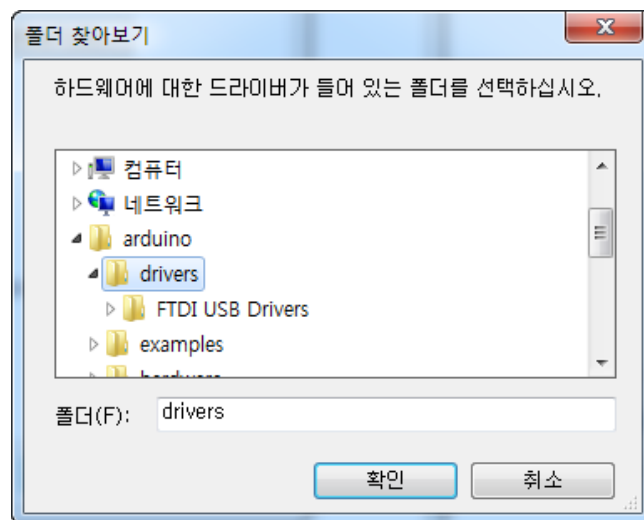 폴더 찾아보기
하드웨어에 대한 드라이버가 들어 있는 폴더를 선택하십시오.
컴퓨터
네트워크
arduino
drivers
FTDI USB Drivers
examples
hardware
폴더(F): drivers
확인 취소